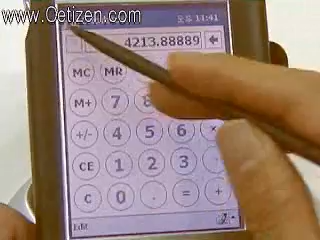 www.Cetizen.com
11:41
4213.88889
MC MR
M+ 7 8
+/- 4 5 6 ×
CE 1 2 3 -
C 0 . = +
Edit